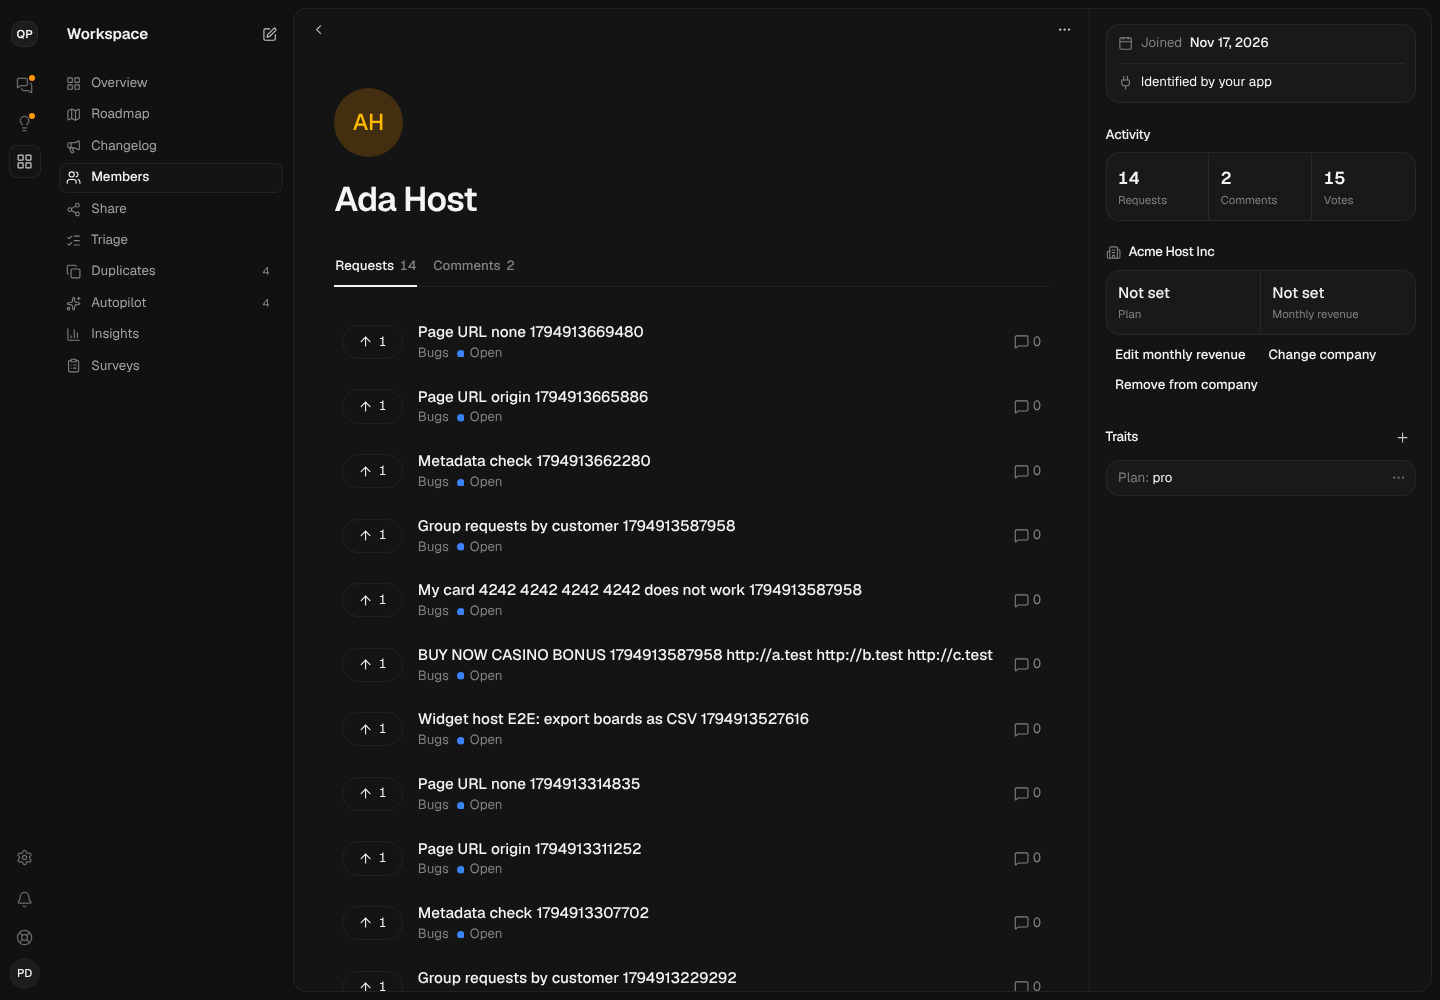 QP
Workspace
Overview
Roadmap
Changelog
Members
Share
Triage
Duplicates 4
Autopilot 4
Insights
Surveys
PD
AH
Ada Host
Requests 14 Comments 2
Page URL none 1794913669480
1
0
Bugs Open
Page URL origin 1794913665886
1
0
Bugs Open
Metadata check 1794913662280
1
0
Bugs Open
Group requests by customer 1794913587958
1
0
Bugs Open
My card 4242 4242 4242 4242 does not work 1794913587958
1
0
Bugs Open
BUY NOW CASINO BONUS 1794913587958 http://a.test http://b.test http://c.test
1
0
Bugs Open
Widget host E2E: export boards as CSV 1794913527616
1
0
Bugs Open
Page URL none 1794913314835
1
0
Bugs Open
Page URL origin 1794913311252
1
0
Bugs Open
Metadata check 1794913307702
1
0
Bugs Open
Group requests by customer 1794913229292
1
0
Joined Nov 17, 2026
Identified by your app
Activity
14 2 15
Requests Comments Votes
Acme Host Inc
Not set Not set
Plan Monthly revenue
Edit monthly revenue Change company
Remove from company
Traits
Plan: pro